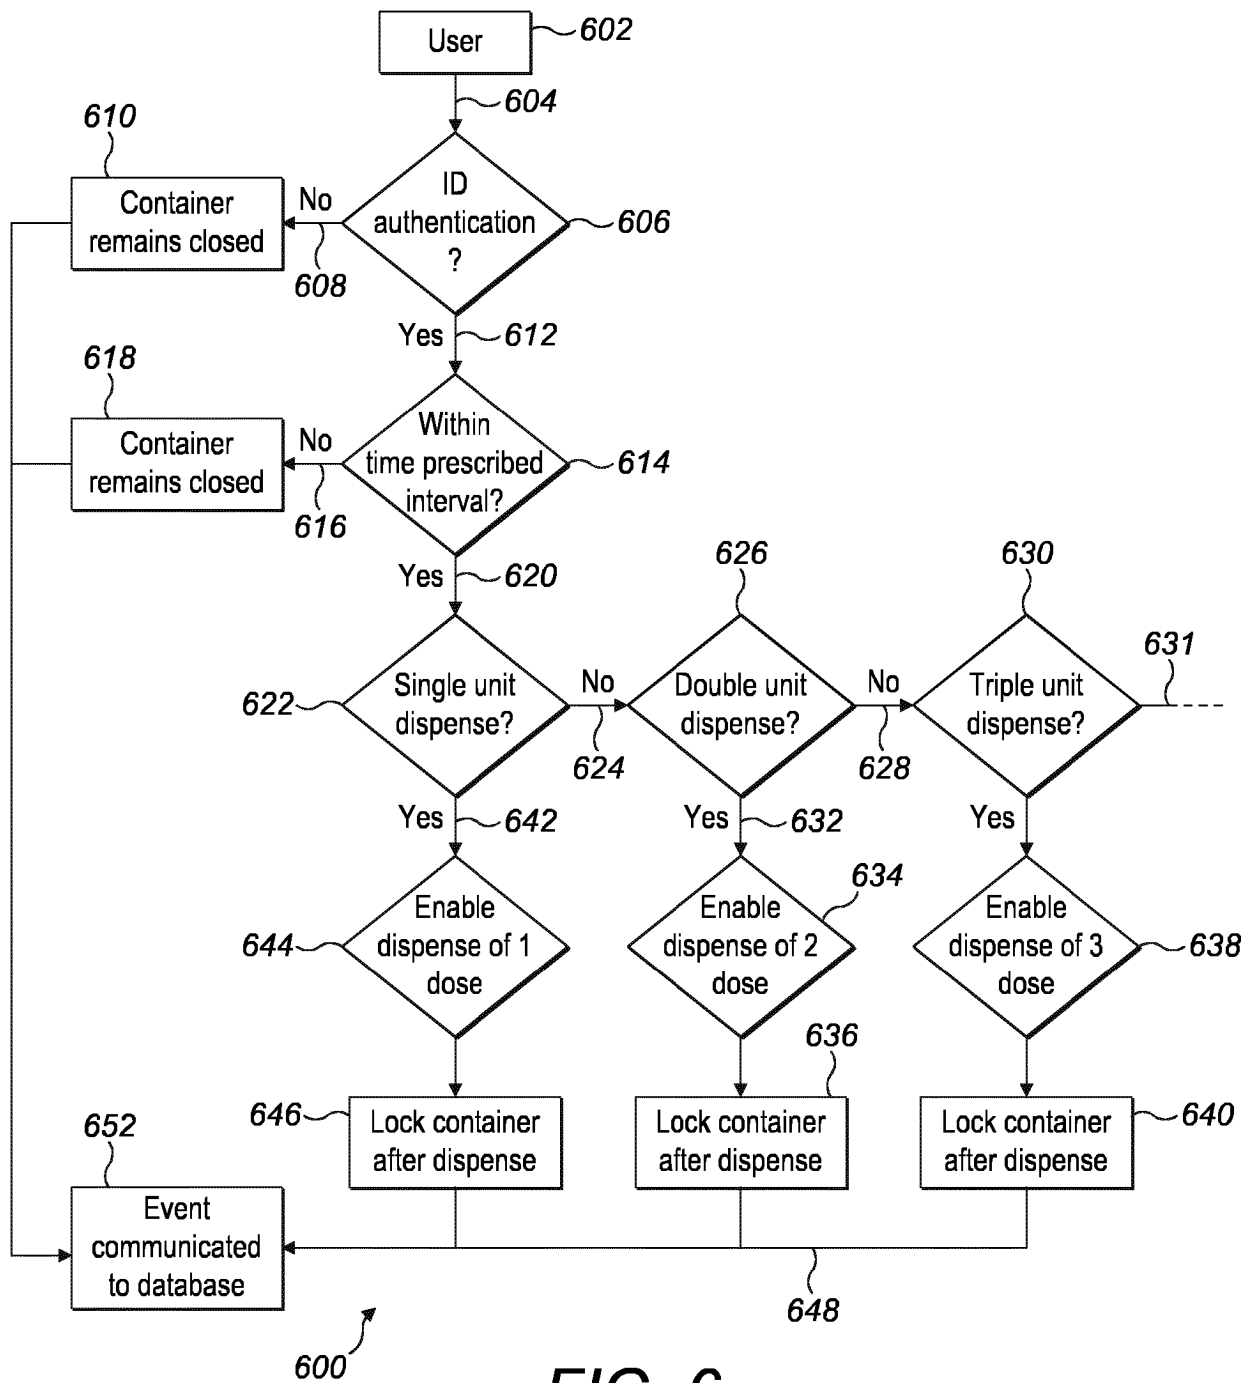 User
602
604
610
Container
remains closed
No
608
ID
authentication
?
606
Yes
612
618
Container
remains closed
No
616
Within
time prescribed
interval?
614
Yes
620
626
630
622
Single unit
dispense?
No
624
Double unit
dispense?
No
628
Triple unit
dispense?
631
Yes
642
Yes
632
Yes
644
Enable
dispense of 1
dose
634
Enable
dispense of 2
dose
Enable
dispense of 3
dose
638
646
Lock container
after dispense
636
Lock container
after dispense
Lock container
after dispense
640
652
Event
communicated
to database
648
600
FIG. 6